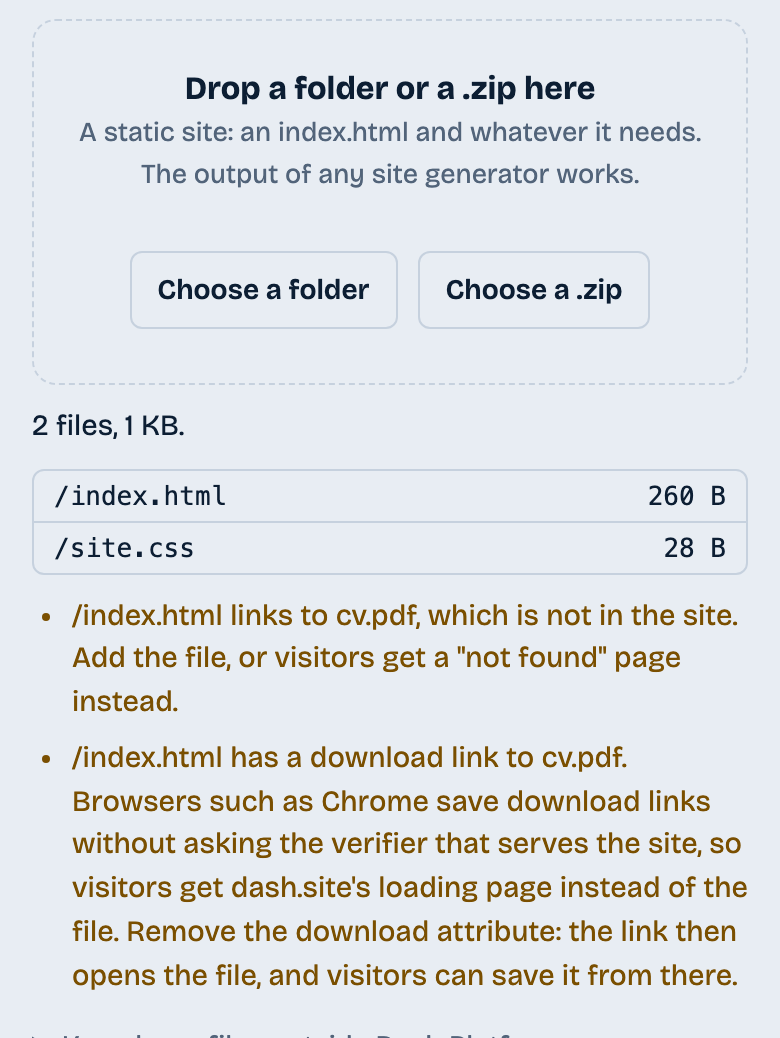 Drop a folder or a .zip here
A static site: an index.html and whatever it needs.
The output of any site generator works.
Choose a folder
Choose a .zip
2 files, 1 KB.
/index.html 260 B
/site.css 28 B
• /index.html links to cv.pdf, which is not in the site.
Add the file, or visitors get a "not found" page
instead.
• /index.html has a download link to cv.pdf.
Browsers such as Chrome save download links
without asking the verifier that serves the site, so
visitors get dash.site's loading page instead of the
file. Remove the download attribute: the link then
opens the file, and visitors can save it from there.